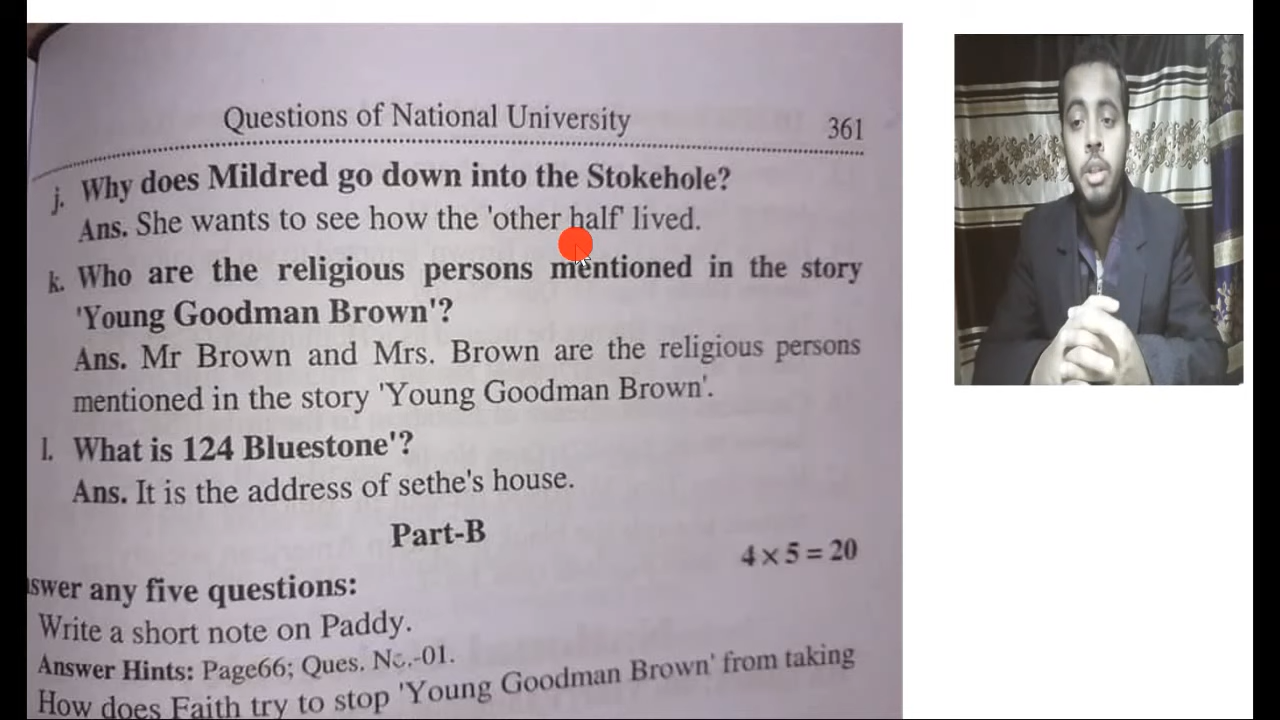 Questions of National University 361
j. Why does Mildred go down into the Stokehole?
Ans. She wants to see how the 'other half' lived.
k. Who are the religious persons mentioned in the story
'Young Goodman Brown'?
Ans. Mr Brown and Mrs. Brown are the religious persons
mentioned in the story 'Young Goodman Brown'.
l. What is 124 Bluestone'?
Ans. It is the address of sethe's house.
Part-B
4 × 5 = 20
swer any five questions:
Write a short note on Paddy.
Answer Hints: Page66; Ques. No.-01.
How does Faith try to stop 'Young Goodman Brown' from taking